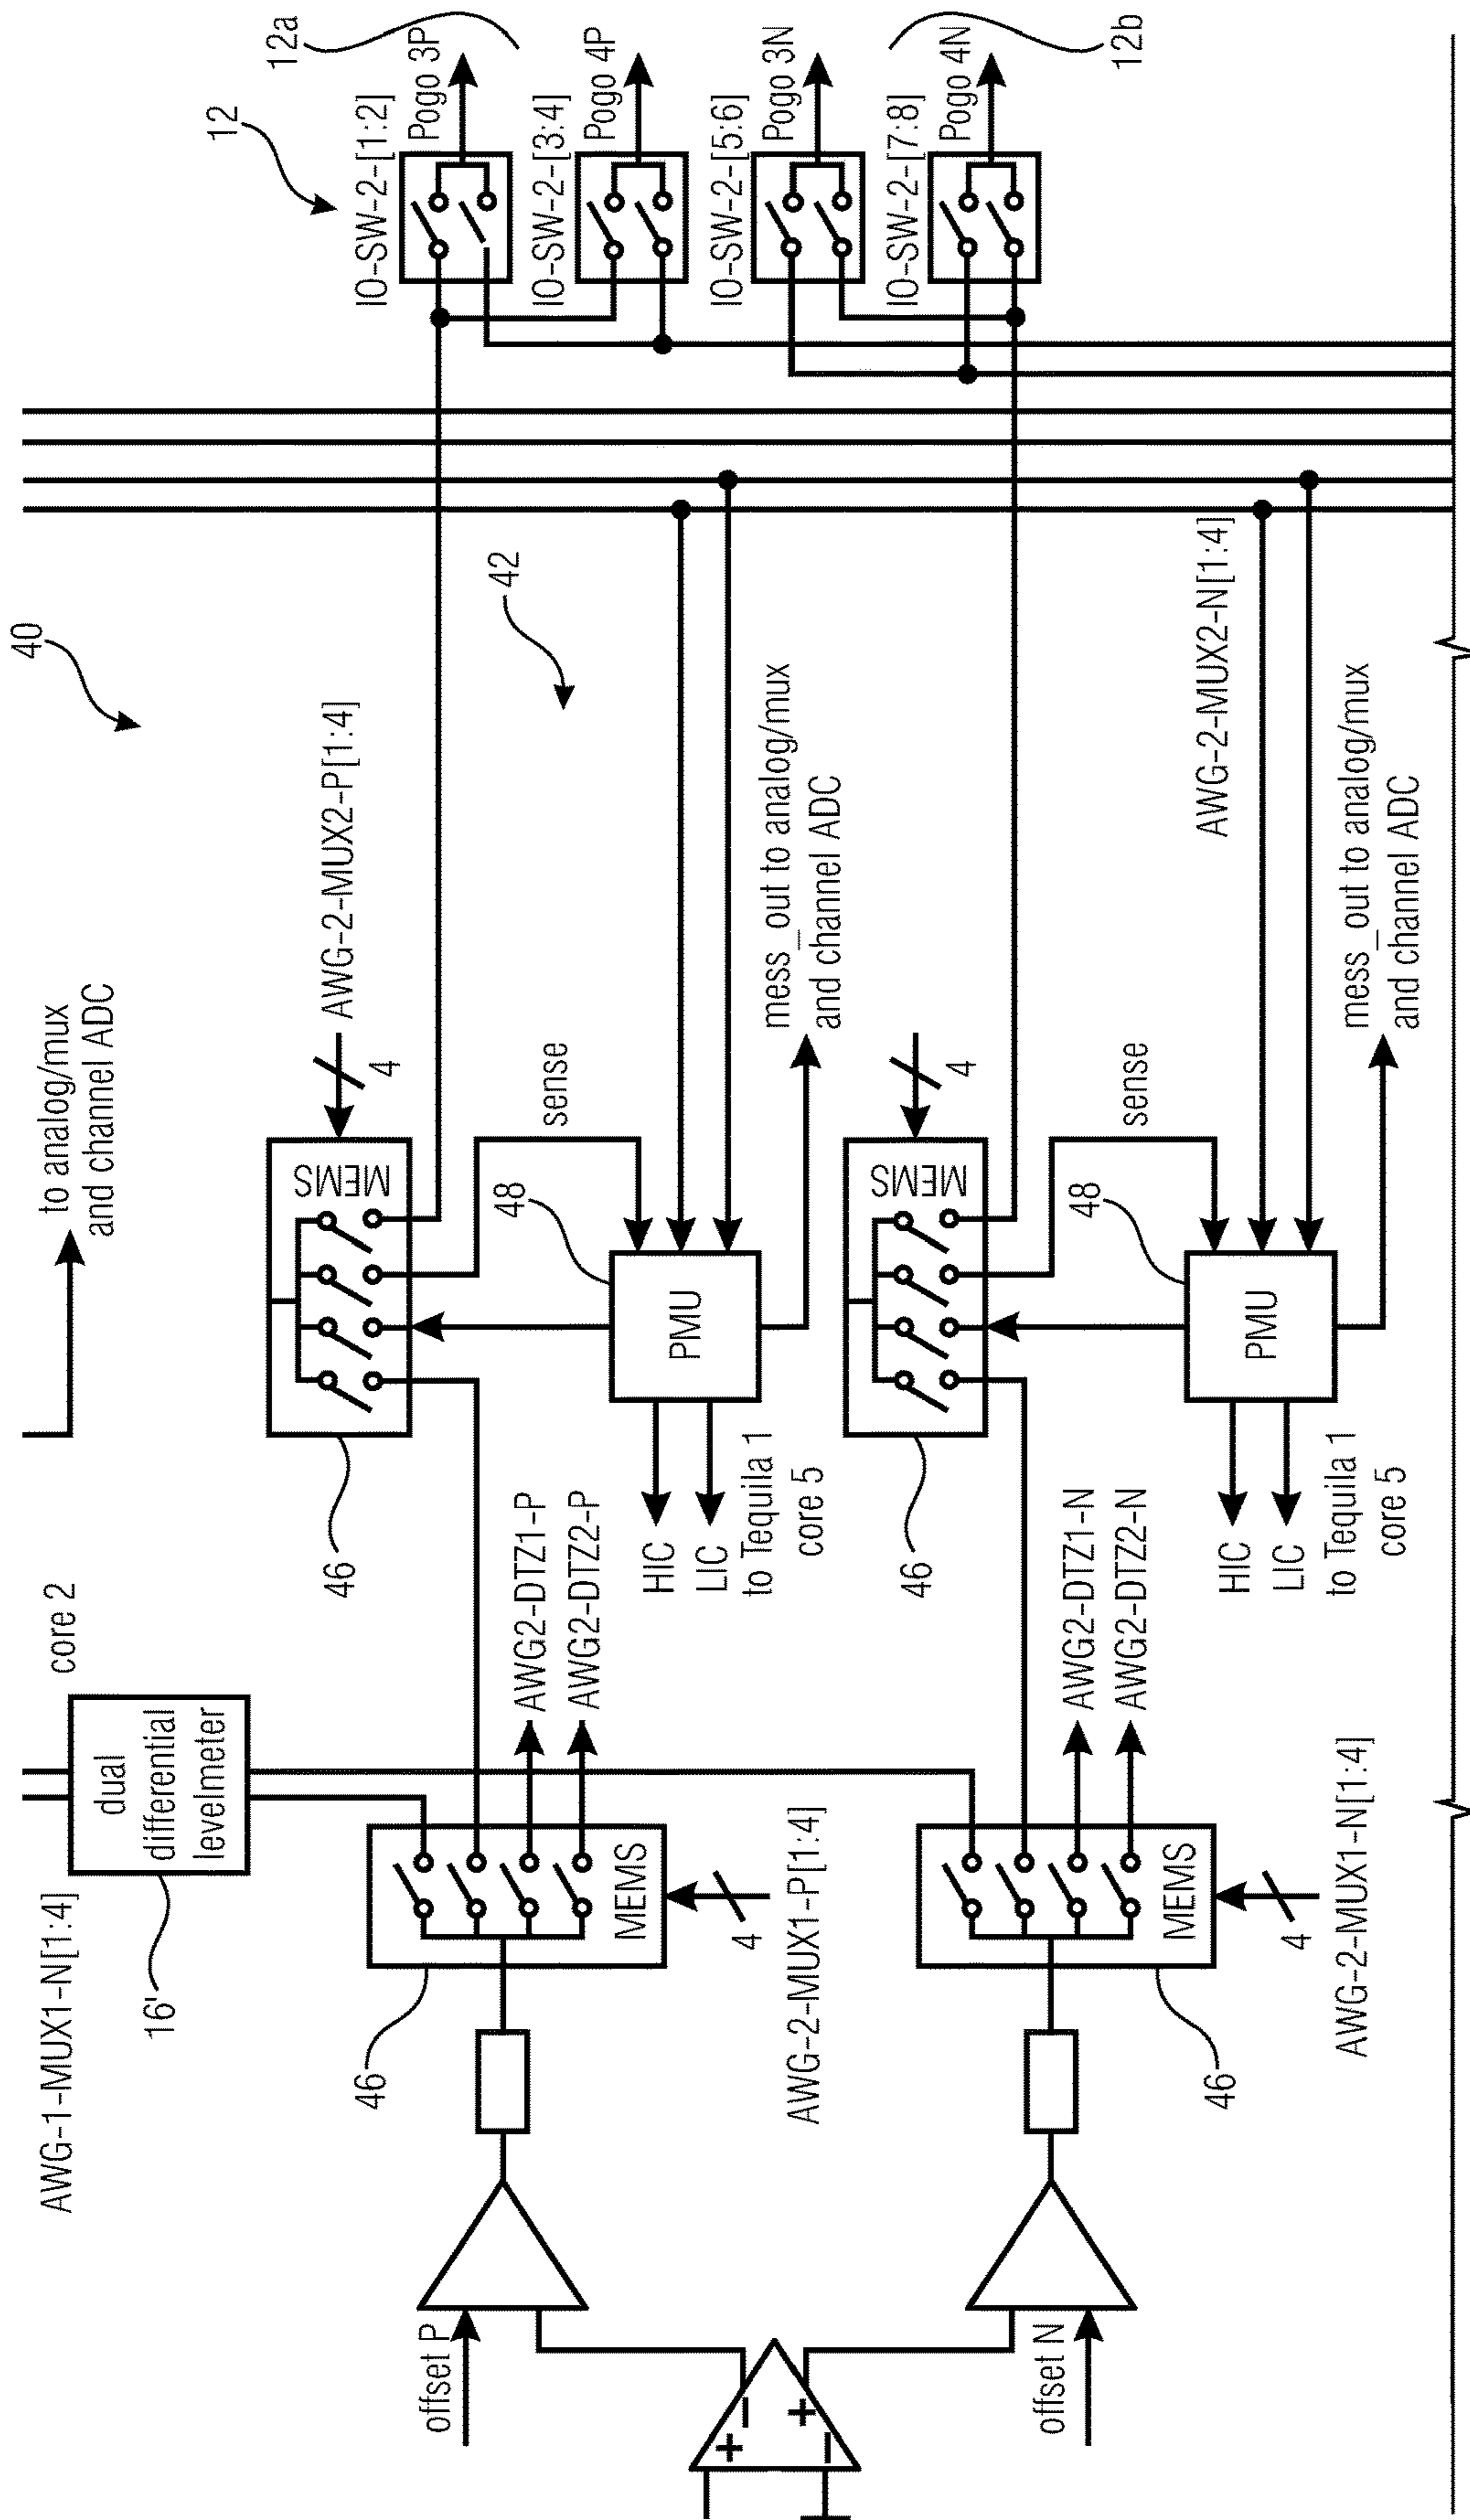 40
AWG-1-MUX1-N[1:4]
core 2
to analog/mux
and channel ADC
dual
differential
levelmeter
16'
12
12a
AWG-2-MUX2-P[1:4]
4
MEMS
46
IO-SW-2-[1:2]
Pogo 3P
offset P
46
MEMS
4
AWG-2-MUX1-P[1:4]
AWG2-DTZ1-P
AWG2-DTZ2-P
sense
42
48
PMU
HIC
LIC
to Tequila 1
core 5
mess_out to analog/mux
and channel ADC
IO-SW-2-[3:4]
Pogo 4P
IO-SW-2-[5:6]
Pogo 3N
+
−
+
−
4
MEMS
46
IO-SW-2-[7:8]
Pogo 4N
12b
offset N
MEMS
46
4
AWG-2-MUX1-N[1:4]
AWG2-DTZ1-N
AWG2-DTZ2-N
sense
48
AWG-2-MUX2-N[1:4]
PMU
HIC
LIC
to Tequila 1
core 5
mess_out to analog/mux
and channel ADC